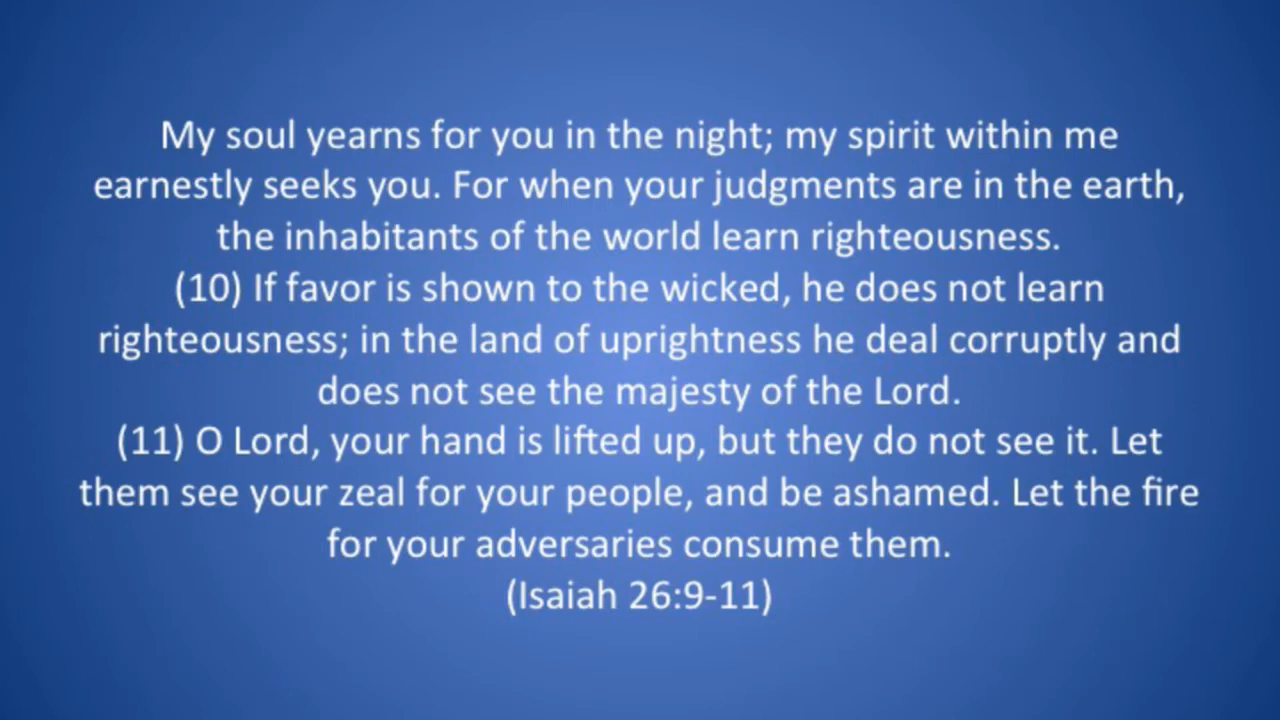 My soul yearns for you in the night; my spirit within me
earnestly seeks you. For when your judgments are in the earth,
the inhabitants of the world learn righteousness.
(10) If favor is shown to the wicked, he does not learn
righteousness; in the land of uprightness he deal corruptly and
does not see the majesty of the Lord.
(11) O Lord, your hand is lifted up, but they do not see it. Let
them see your zeal for your people, and be ashamed. Let the fire
for your adversaries consume them.
(Isaiah 26:9-11)